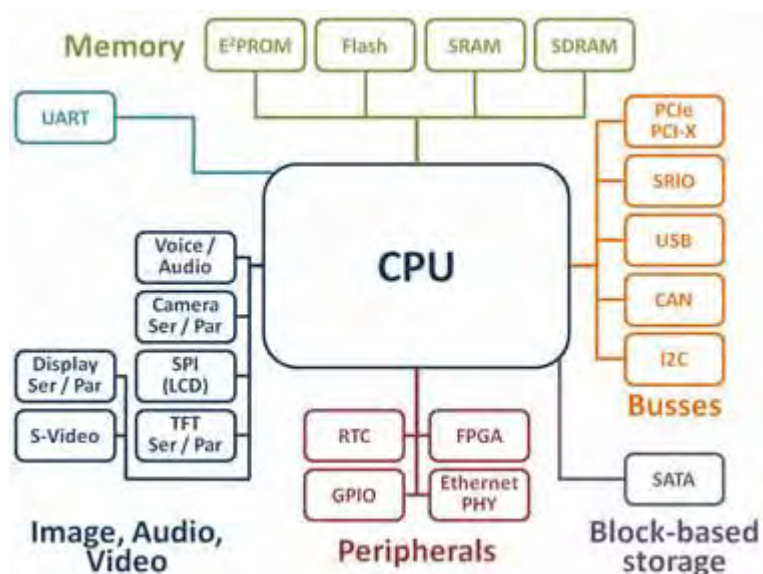 Memory
E²PROM
Flash
SRAM
SDRAM
UART
PCIe
PCI-X
SRIO
USB
CAN
I2C
Busses
CPU
Voice /
Audio
Camera
Ser / Par
Display
Ser / Par
SPI
(LCD)
S-Video
TFT
Ser / Par
Image, Audio,
Video
RTC
FPGA
GPIO
Ethernet
PHY
Peripherals
SATA
Block-based
storage